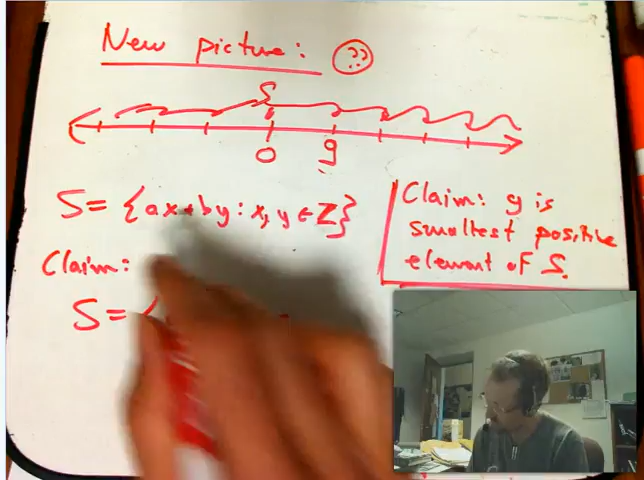 New picture:
S
0 g
S = {ax + by : x, y ∈ Z}
Claim: g is
smallest positive
element of S.
Claim:
S = {